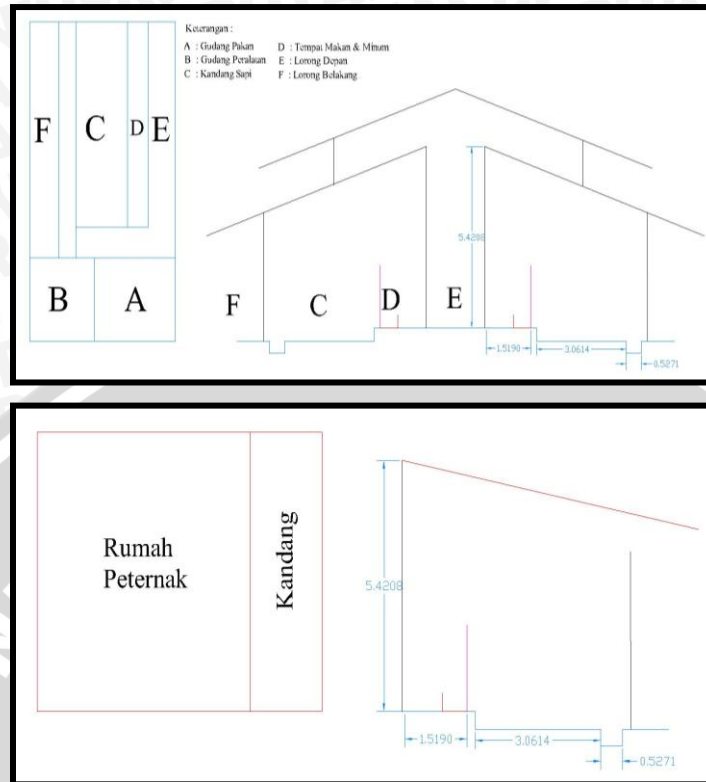 Keterangan :
A : Gudang Pakan D : Tempat Makan & Minum
B : Gudang Peralaan E : Lorong Depan
C : Kandang Sapi F : Lorong Belakang
F C D E
B A
5.4208
F C D E
1.5190
3.0614
0.5271
Rumah
Peternak
Kandang
5.4208
1.5190
3.0614
0.5271